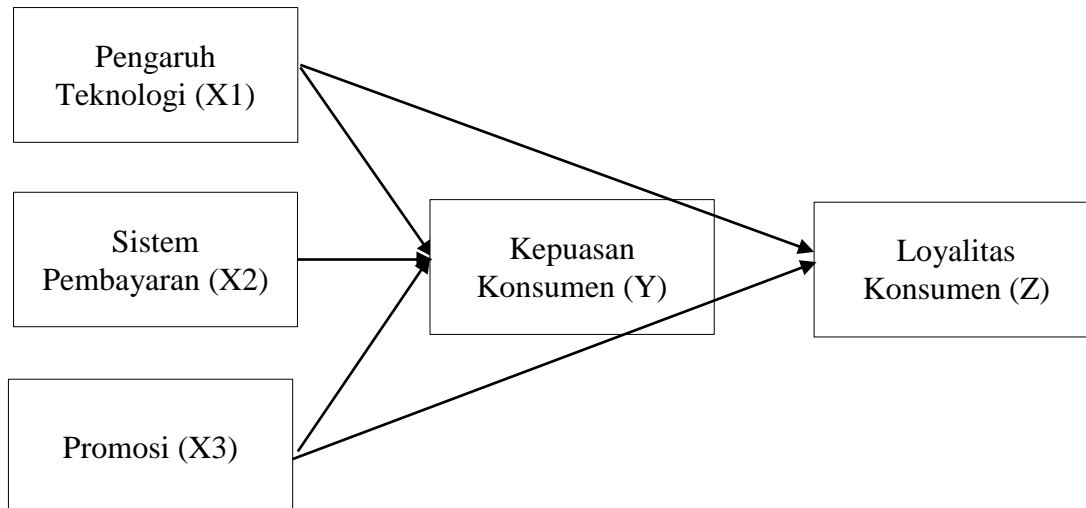 Pengaruh
Teknologi (X1)
Sistem
Pembayaran (X2)
Promosi (X3)
Kepuasan
Konsumen (Y)
Loyalitas
Konsumen (Z)